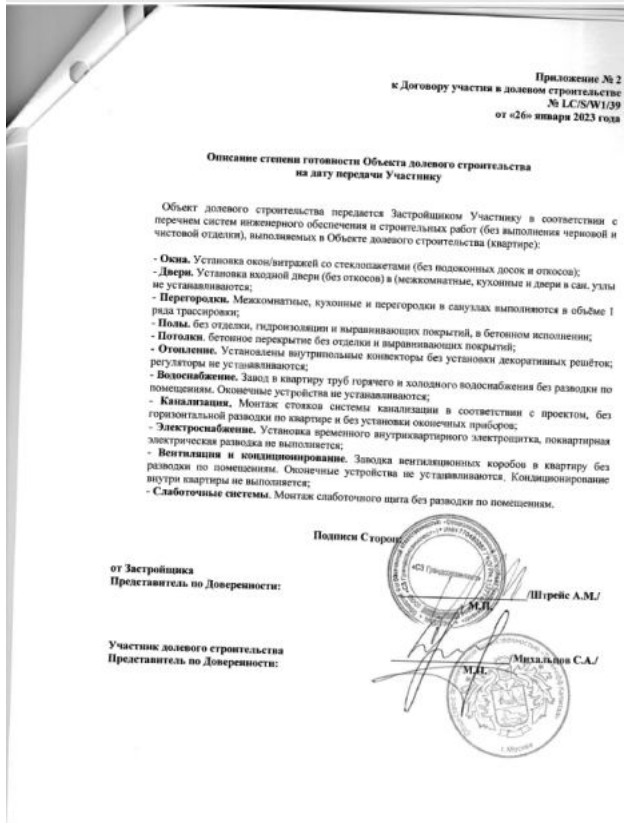 Приложение № 2
к Договору участия в долевом строительстве
№ LC/S/W1/39
от «26» января 2023 года
Описание степени готовности Объекта долевого строительства
на дату передачи Участнику
Объект долевого строительства передается Застройщиком Участнику в соответствии с
перечнем систем инженерного обеспечения и строительных работ (без выполнения черновой и
чистовой отделки), выполняемых в Объекте долевого строительства (квартире):
- Окна. Установка окон/витражей со стеклопакетами (без подоконных досок и откосов);
- Двери. Установка входной двери (без откосов) в (межкомнатные, кухонные и двери в сан. узлы
не устанавливаются;
- Перегородки. Межкомнатные, кухонные и перегородки в санузлах выполняются в объёме 1
ряда трассировки;
- Полы. без отделки, гидроизоляции и выравнивающих покрытий, в бетонном исполнении;
- Потолки. бетонное перекрытие без отделки и выравнивающих покрытий;
- Отопление. Установлены внутрипольные конвекторы без установки декоративных решёток;
регуляторы не устанавливаются;
- Водоснабжение. Завод в квартиру труб горячего и холодного водоснабжения без разводки по
помещениям. Оконечные устройства не устанавливаются;
- Канализация. Монтаж стояков системы канализации в соответствии с проектом, без
горизонтальной разводки по квартире и без установки оконечных приборов;
- Электроснабжение. Установка временного внутриквартирного электрощитка, поквартирная
электрическая разводка не выполняется;
- Вентиляция и кондиционирование. Заводка вентиляционных коробов в квартиру без
разводки по помещениям. Оконечные устройства не устанавливаются. Кондиционирование
внутри квартиры не выполняется;
- Слаботочные системы. Монтаж слаботочного щита без разводки по помещениям.
Подписи Сторон:
от Застройщика
Представитель по Доверенности:
/Штрейс А.М./
М.П.
Участник долевого строительства
Представитель по Доверенности:
/Михальцов С.А./
М.П.
г. Москва